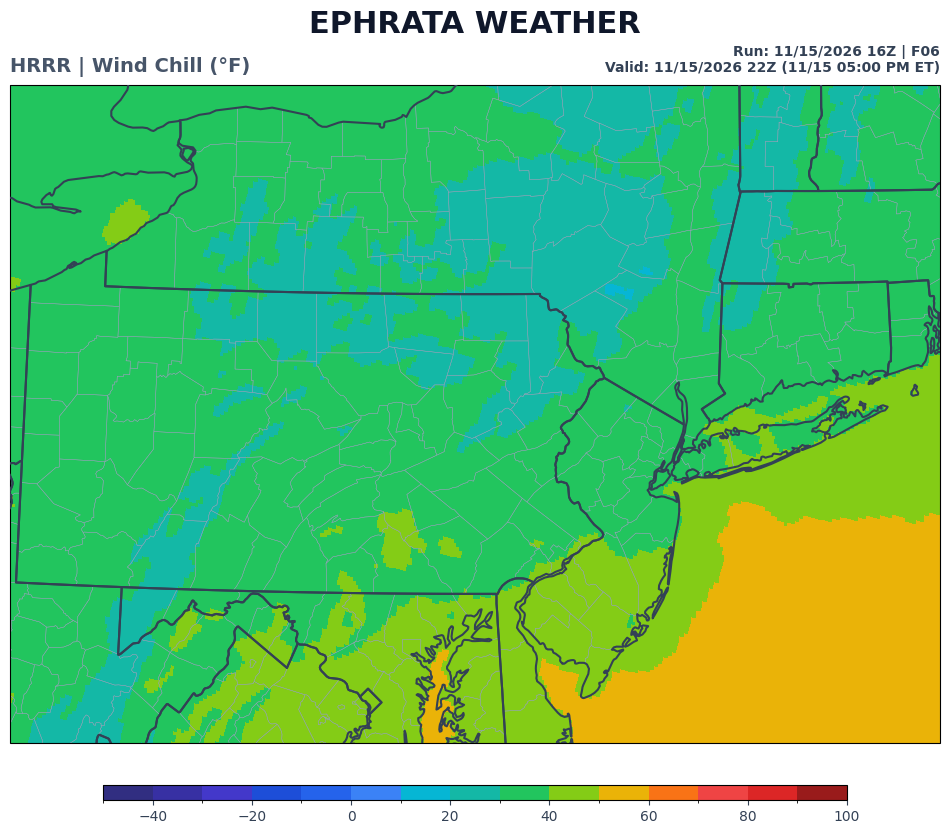 EPHRATA WEATHER
HRRR | Wind Chill (°F)
Run: 11/15/2026 16Z | F06
Valid: 11/15/2026 22Z (11/15 05:00 PM ET)
−40 −20 0 20 40 60 80 100